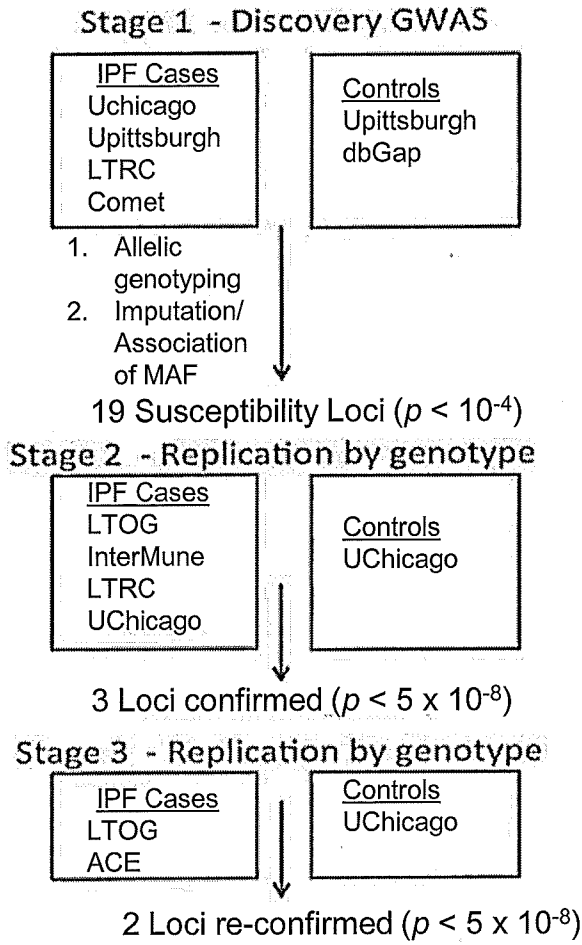 Stage 1 - Discovery GWAS
IPF Cases
Uchicago
Upittsburgh
LTRC
Comet
Controls
Upittsburgh
dbGap
1. Allelic
genotyping
2. Imputation/
Association
of MAF
19 Susceptibility Loci (p < 10⁻⁴)
Stage 2 - Replication by genotype
IPF Cases
LTOG
InterMune
LTRC
UChicago
Controls
UChicago
3 Loci confirmed (p < 5 x 10⁻⁸)
Stage 3 - Replication by genotype
IPF Cases
LTOG
ACE
Controls
UChicago
2 Loci re-confirmed (p < 5 x 10⁻⁸)